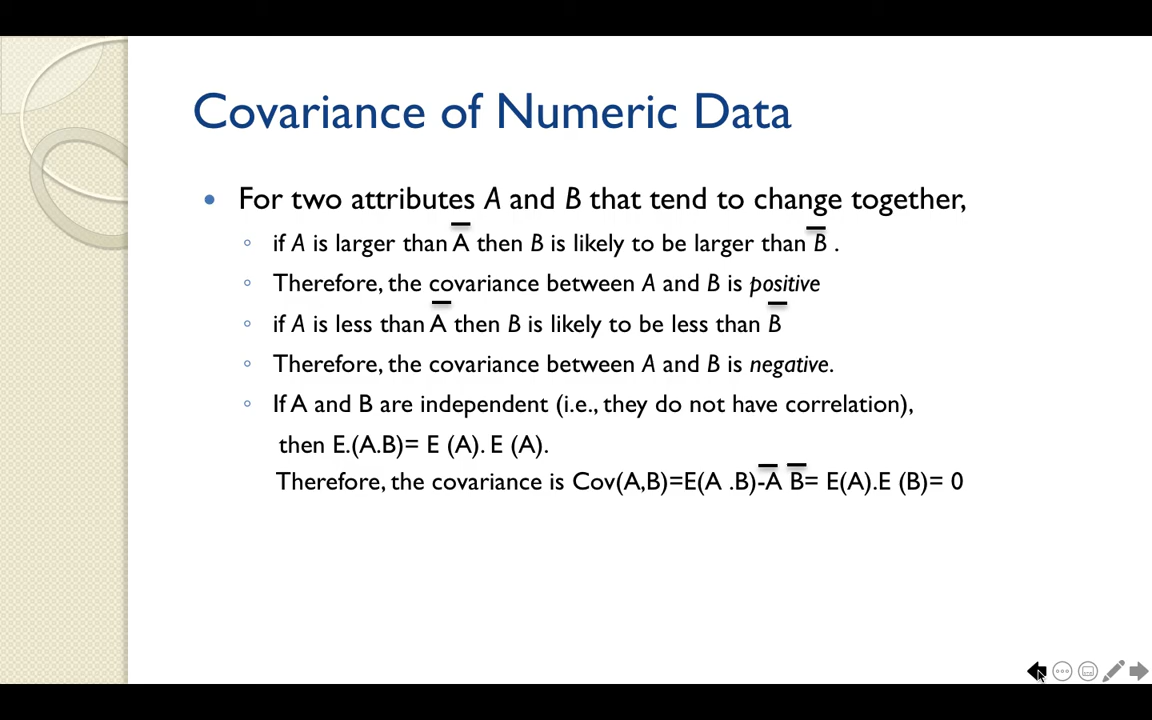 Covariance of Numeric Data
• For two attributes A and B that tend to change together,
◦ if A is larger than A̅ then B is likely to be larger than B̅ .
◦ Therefore, the covariance between A and B is positive
◦ if A is less than A̅ then B is likely to be less than B̅
◦ Therefore, the covariance between A and B is negative.
◦ If A and B are independent (i.e., they do not have correlation),
then E.(A.B)= E (A). E (A).
Therefore, the covariance is Cov(A,B)=E(A .B)-A̅ B̅= E(A).E (B)= 0